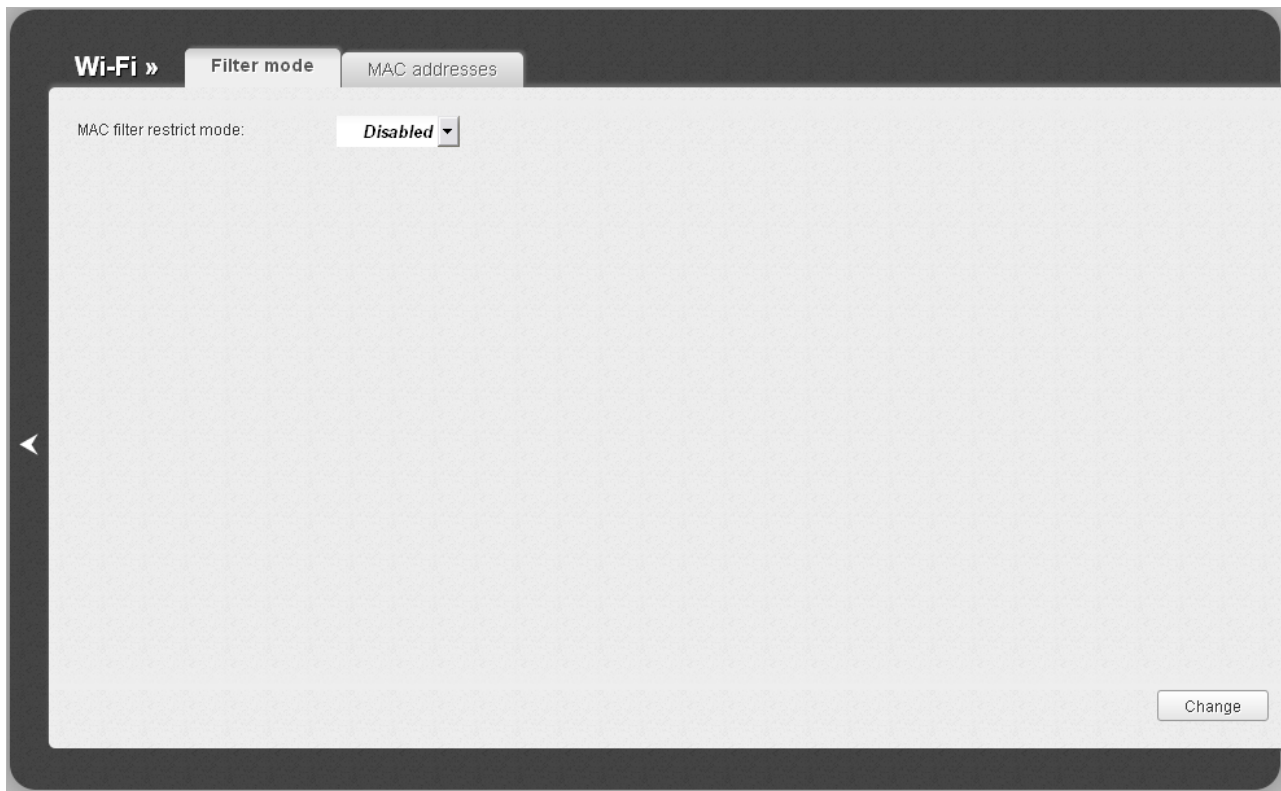 Wi-Fi » Filter mode MAC addresses
MAC filter restrict mode: Disabled
Change